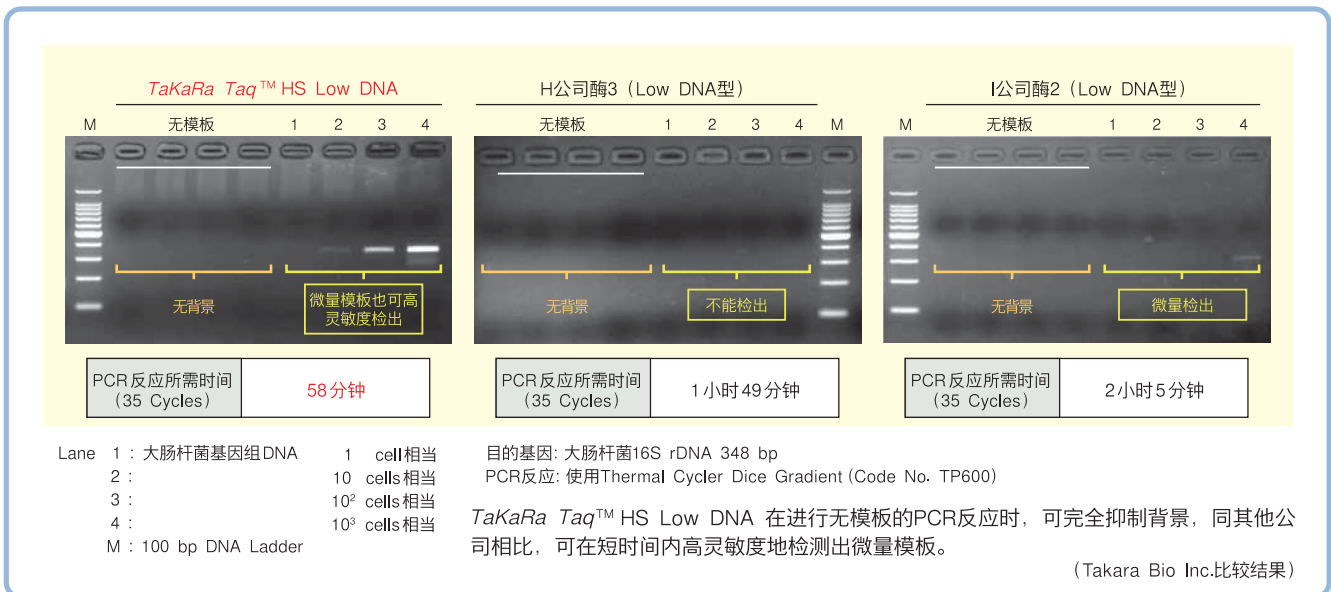 TaKaRa Taq™ HS Low DNA
M 无模板 1 2 3 4
无背景
微量模板也可高
灵敏度检出
PCR反应所需时间
(35 Cycles)
58分钟
H公司酶3（Low DNA型）
无模板 1 2 3 4 M
无背景
不能检出
PCR反应所需时间
(35 Cycles)
1小时49分钟
I公司酶2（Low DNA型）
M 无模板 1 2 3 4
无背景
微量检出
PCR反应所需时间
(35 Cycles)
2小时5分钟
Lane 1 : 大肠杆菌基因组DNA 1 cell相当
2 : 10 cells相当
3 : 10² cells相当
4 : 10³ cells相当
M : 100 bp DNA Ladder
目的基因: 大肠杆菌16S rDNA 348 bp
PCR反应: 使用Thermal Cycler Dice Gradient (Code No. TP600)
TaKaRa Taq™ HS Low DNA 在进行无模板的PCR反应时，可完全抑制背景，同其他公
司相比，可在短时间内高灵敏度地检测出微量模板。
（Takara Bio Inc.比较结果）